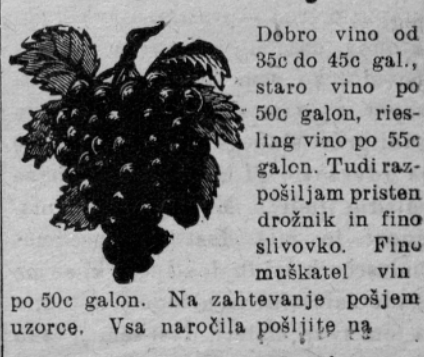 Dobro vino od
35c do 45c gal.,
staro vino po
50c galon, ries-
ling vino po 55c
galcn. Tudi raz-
pošiljam pristen
drožnik in fino
slivovko. Fino
muškatel vin
po 50c galon. Na zahtevanje pošjem
uzorce. Vsa naročila pošljite na